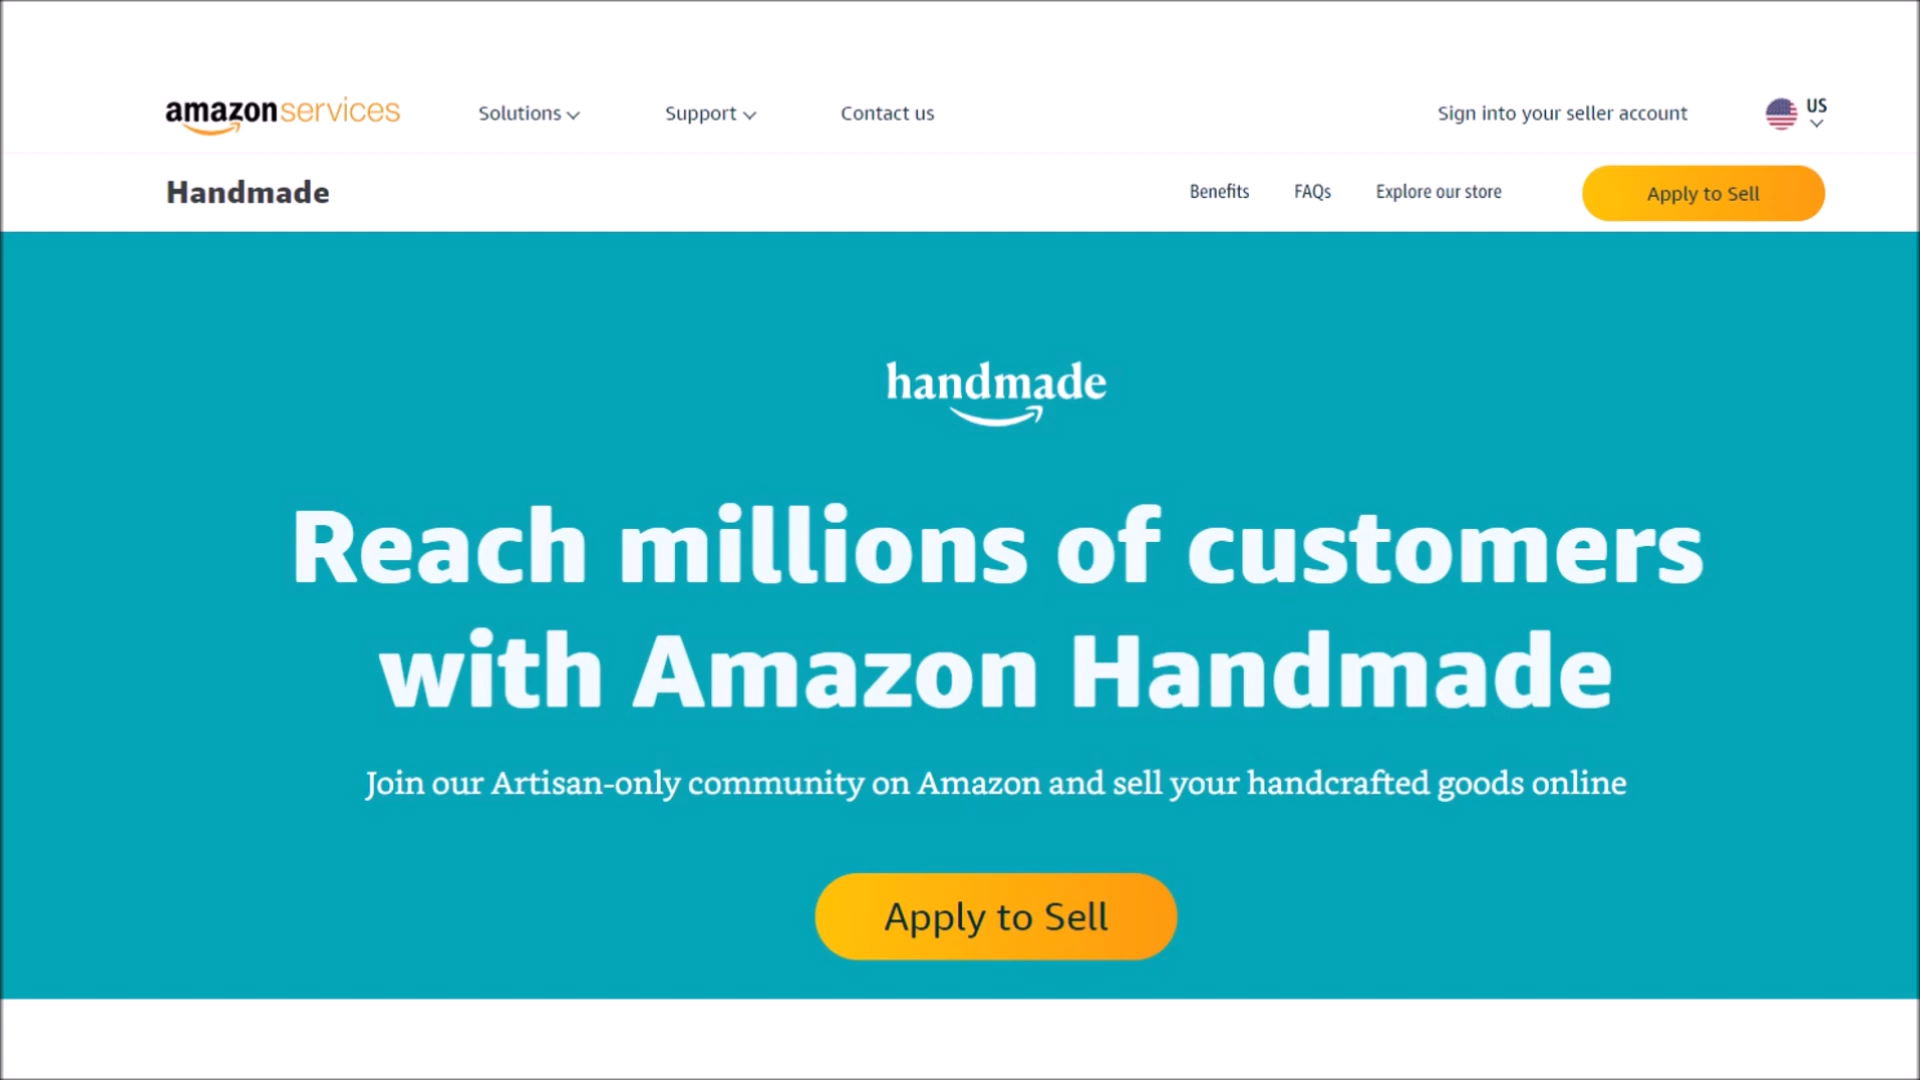 amazonservices Solutions Support Contact us Sign into your seller account US
Handmade Benefits FAQs Explore our store Apply to Sell
handmade
Reach millions of customers
with Amazon Handmade
Join our Artisan-only community on Amazon and sell your handcrafted goods online
Apply to Sell